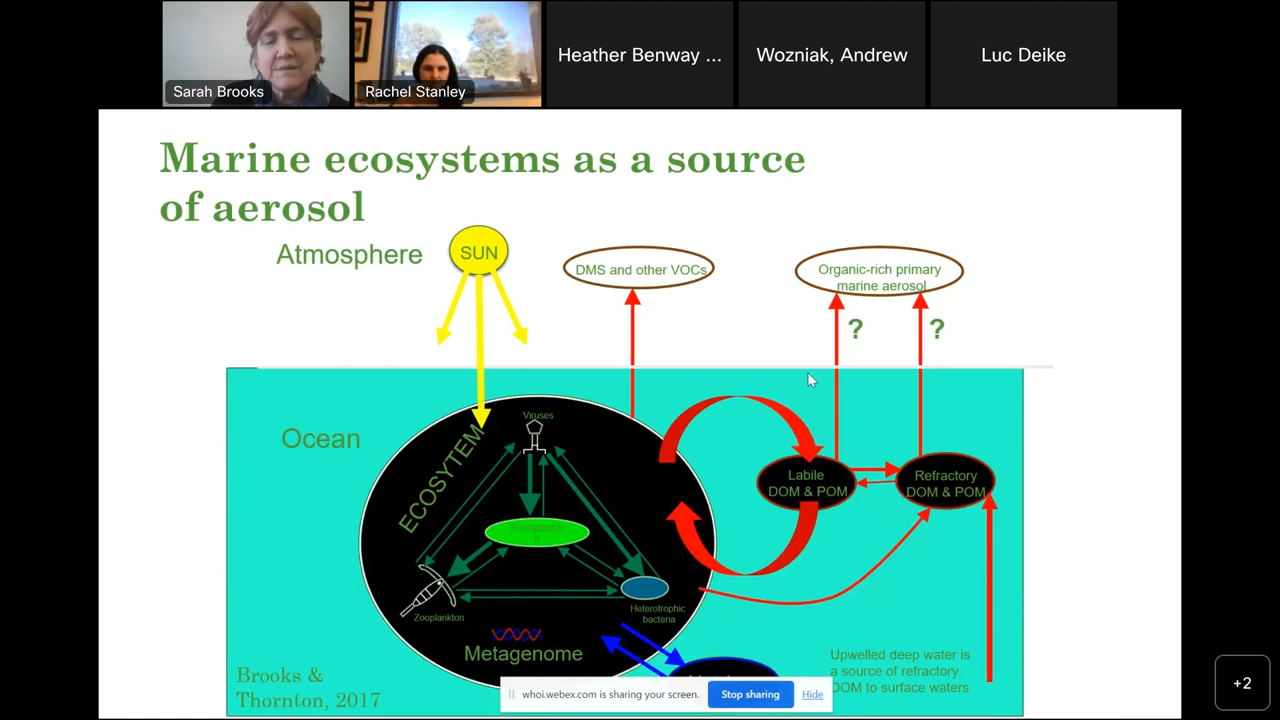 Heather Benway ...
Wozniak, Andrew
Luc Deike
Sarah Brooks
Rachel Stanley
Marine ecosystems as a source
of aerosol
Atmosphere
SUN
DMS and other VOCs
Organic-rich primary
marine aerosol
?
?
Ocean
ECOSYTEM
Viruses
Labile
DOM & POM
Refractory
DOM & POM
Zooplankton
Heterotrophic
bacteria
Metagenome
Upwelled deep water is
a source of refractory
DOM to surface waters
Brooks &
Thornton, 2017
whoi.webex.com is sharing your screen.
Stop sharing
Hide
+2